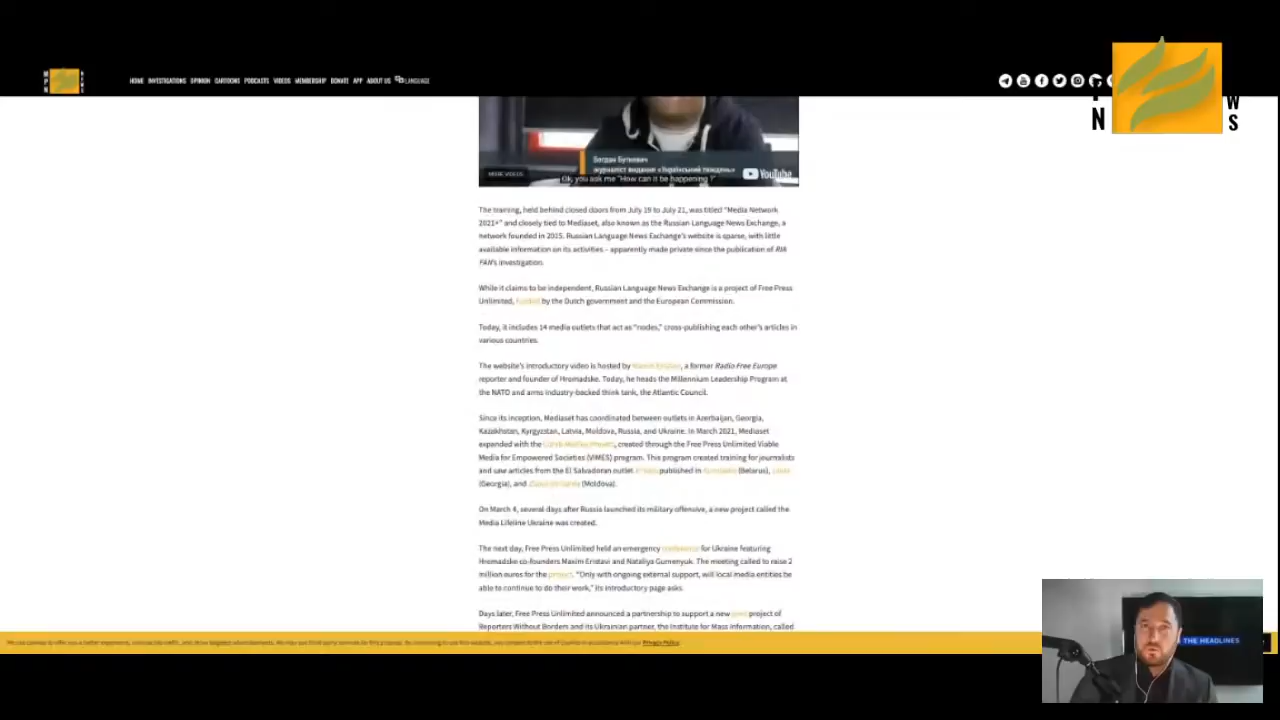 HOME INVESTIGATIONS OPINION CARTOONS PODCASTS VIDEOS MEMBERSHIP DONATE APP ABOUT US LANGUAGE
N
W
S
Богдан Буткевич
журналіст видання «Український тиждень»
Ok, you ask me "How can it be happening ?"
MORE VIDEOS
YouTube
The training, held behind closed doors from July 19 to July 21, was titled "Media Network
2021+" and closely tied to Mediaset, also known as the Russian Language News Exchange, a
network founded in 2015. Russian Language News Exchange's website is sparse, with little
available information on its activities – apparently made private since the publication of RIA
FAN's investigation.
While it claims to be independent, Russian Language News Exchange is a project of Free Press
Unlimited, funded by the Dutch government and the European Commission.
Today, it includes 14 media outlets that act as "nodes," cross-publishing each other's articles in
various countries.
The website's introductory video is hosted by Maxim Eristavi, a former Radio Free Europe
reporter and founder of Hromadske. Today, he heads the Millennium Leadership Program at
the NATO and arms industry-backed think tank, the Atlantic Council.
Since its inception, Mediaset has coordinated between outlets in Azerbaijan, Georgia,
Kazakhstan, Kyrgyzstan, Latvia, Moldova, Russia, and Ukraine. In March 2021, Mediaset
expanded with the created through the Free Press Unlimited Viable
Media for Empowered Societies (VIMES) program. This program created training for journalists
and saw articles from the El Salvadoran outlet published in (Belarus),
(Georgia), and (Moldova).
On March 4, several days after Russia launched its military offensive, a new project called the
Media Lifeline Ukraine was created.
The next day, Free Press Unlimited held an emergency conference for Ukraine featuring
Hromadske co-founders Maxim Eristavi and Nataliya Gumenyuk. The meeting called to raise 2
million euros for the project. "Only with ongoing external support, will local media entities be
able to continue to do their work," its introductory page asks.
Days later, Free Press Unlimited announced a partnership to support a new joint project of
Reporters Without Borders and its Ukrainian partner, the Institute for Mass Information, called
Privacy Policy
THE HEADLINES